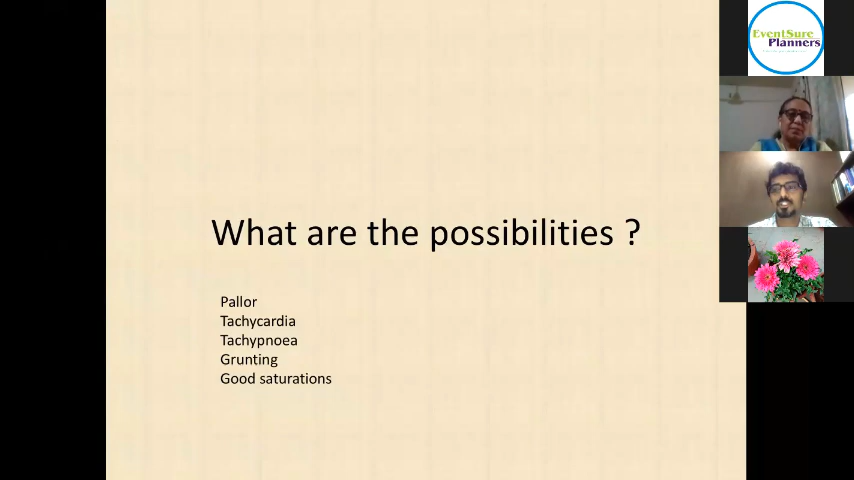 What are the possibilities ?
Pallor
Tachycardia
Tachypnoea
Grunting
Good saturations
EventSure
Planners